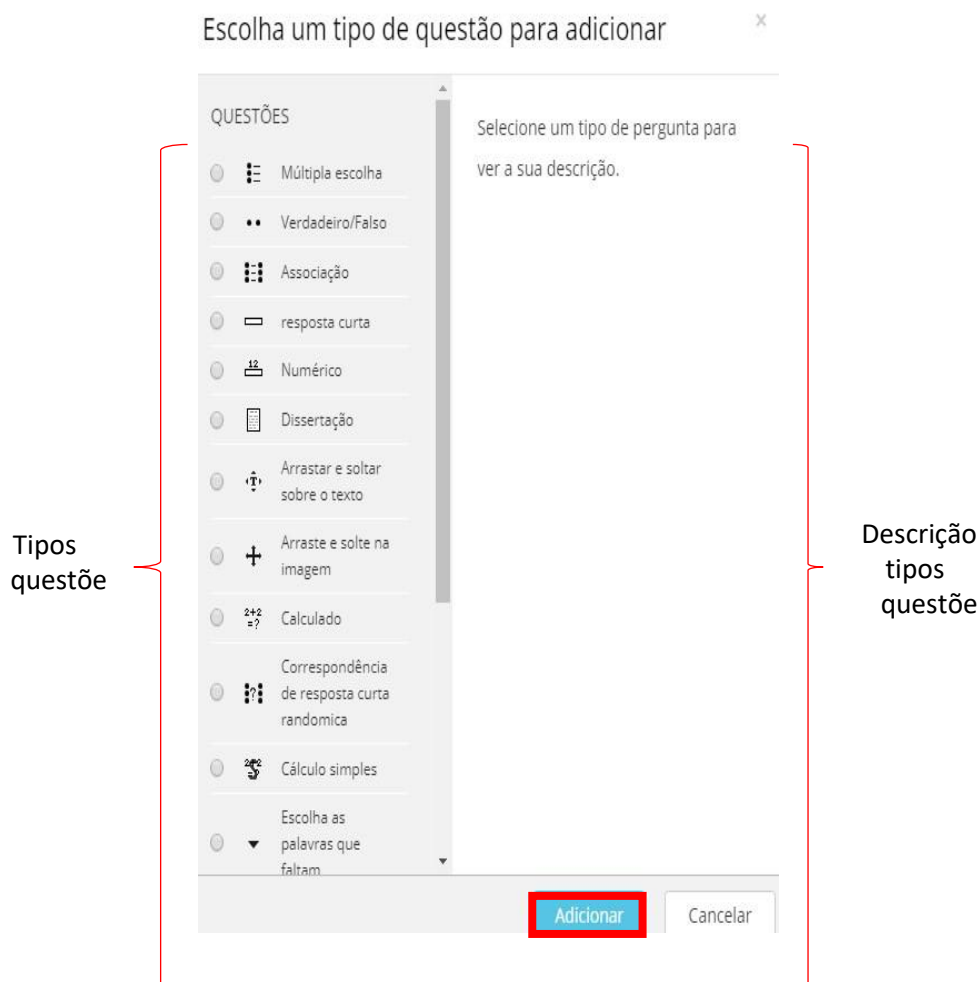 Escolha um tipo de questão para adicionar
×
QUESTÕES
Múltipla escolha
Verdadeiro/Falso
Associação
resposta curta
12
Numérico
Dissertação
T
Arrastar e soltar
sobre o texto
Arraste e solte na
imagem
2+2
=?
Calculado
?
Correspondência
de resposta curta
randomica
Cálculo simples
Escolha as
palavras que
faltam
Selecione um tipo de pergunta para
ver a sua descrição.
Adicionar
Cancelar
Tipos
questõe
Descrição
tipos
questõe